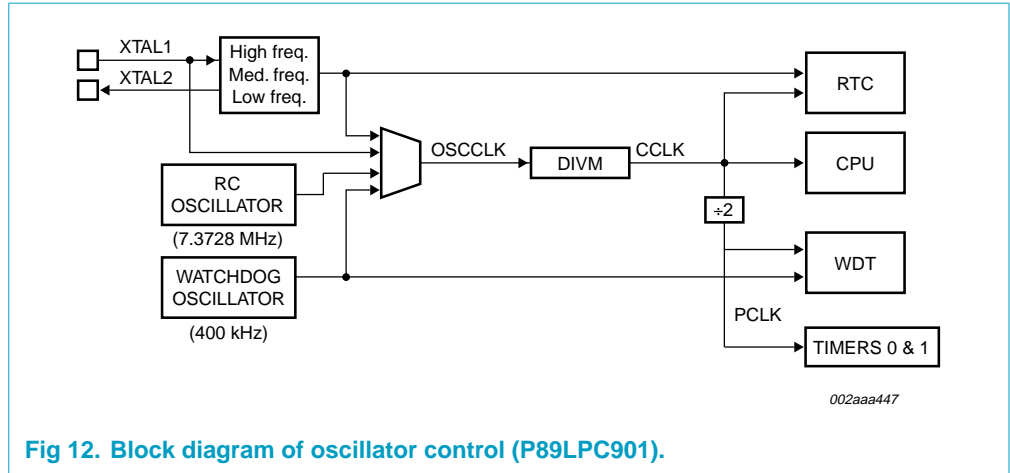 XTAL1
XTAL2
High freq.
Med. freq.
Low freq.
RTC
OSCCLK
DIVM
CCLK
CPU
RC
OSCILLATOR
(7.3728 MHz)
÷2
WATCHDOG
OSCILLATOR
(400 kHz)
WDT
PCLK
TIMERS 0 & 1
002aaa447
Fig 12. Block diagram of oscillator control (P89LPC901).